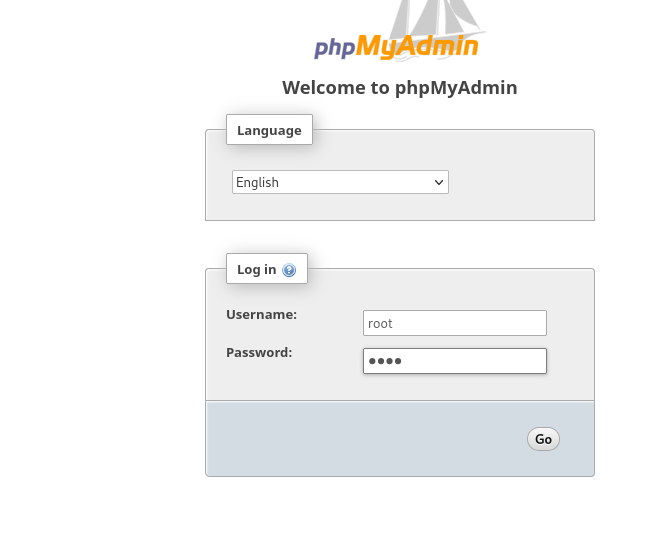 phpMyAdmin
Welcome to phpMyAdmin
Language
English
Log in ?
Username:
root
Password:
●●●●
Go